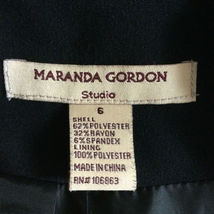 MARANDA GORDON
Studio
6
SHELL
62% POLYESTER
32% RAYON
6% SPANDEX
LINING
100% POLYESTER
MADE IN CHINA
RN# 106863